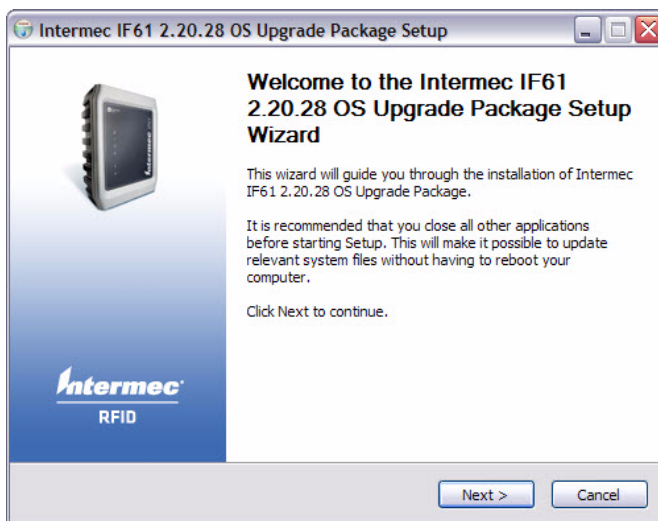 Intermec IF61 2.20.28 OS Upgrade Package Setup
Welcome to the Intermec IF61
2.20.28 OS Upgrade Package Setup
Wizard
This wizard will guide you through the installation of Intermec
IF61 2.20.28 OS Upgrade Package.
It is recommended that you close all other applications
before starting Setup. This will make it possible to update
relevant system files without having to reboot your
computer.
Click Next to continue.
Intermec
Intermec
RFID
Next >
Cancel